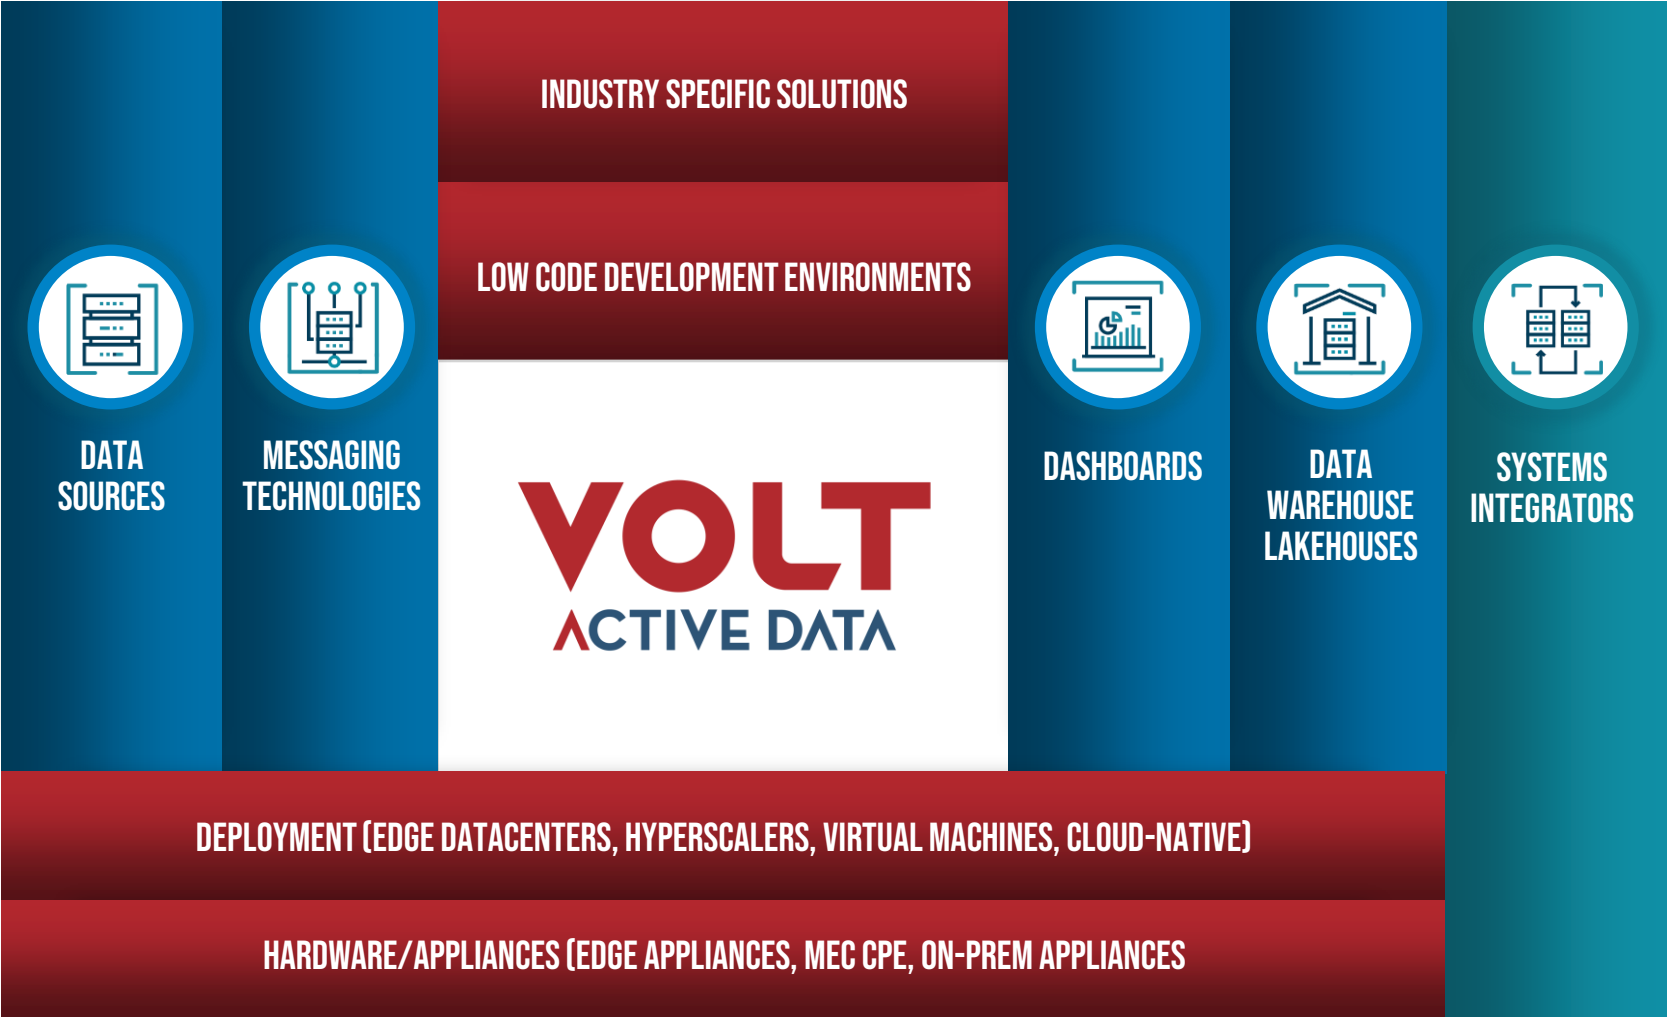 INDUSTRY SPECIFIC SOLUTIONS
LOW CODE DEVELOPMENT ENVIRONMENTS
DATA
SOURCES
MESSAGING
TECHNOLOGIES
VOLT
ACTIVE DATA
DASHBOARDS
DATA
WAREHOUSE
LAKEHOUSES
SYSTEMS
INTEGRATORS
DEPLOYMENT (EDGE DATACENTERS, HYPERSCALERS, VIRTUAL MACHINES, CLOUD-NATIVE)
HARDWARE/APPLIANCES (EDGE APPLIANCES, MEC CPE, ON-PREM APPLIANCES